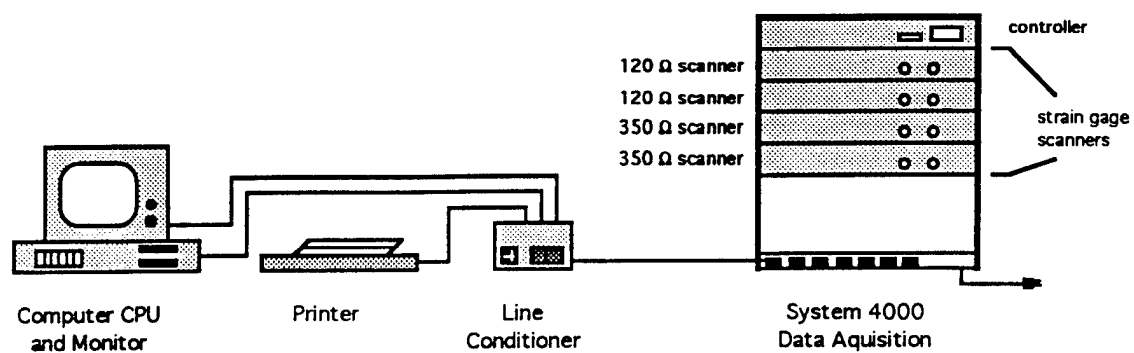 controller
120 Ω scanner
120 Ω scanner
350 Ω scanner
350 Ω scanner
strain gage
scanners
Computer CPU
and Monitor
Printer
Line
Conditioner
System 4000
Data Aquisition